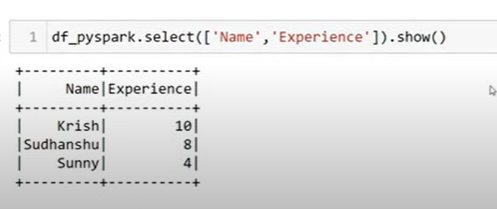 1 df_pyspark.select(['Name','Experience']).show()
+---------+----------+
|     Name|Experience|
+---------+----------+
|    Krish|        10|
|Sudhanshu|         8|
|    Sunny|         4|
+---------+----------+